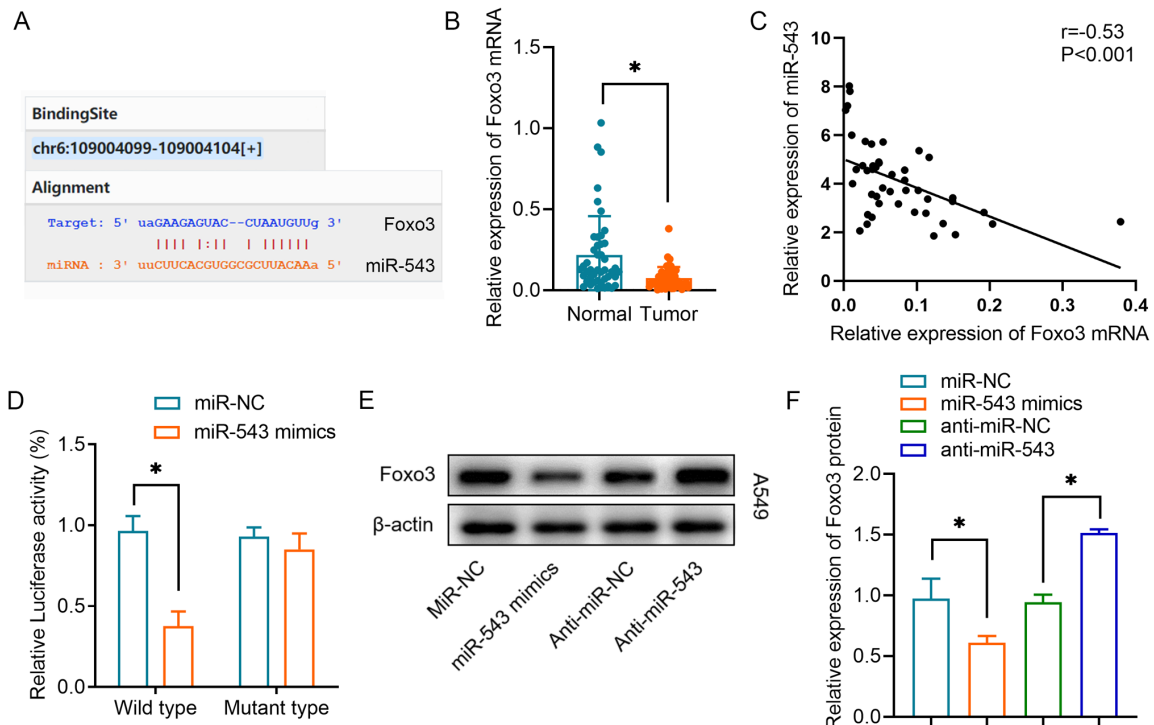 A
BindingSite
chr6:109004099-109004104[+]
Alignment
Target: 5' uaGAAGAGUAC--CUAAUGUUg 3' Foxo3
|||| |:|| | ||||||
miRNA : 3' uuCUUCACGUGGCGCUUACAAa 5' miR-543
B
Relative expression of Foxo3 mRNA
1.5
1.0
0.5
0.0
*
Normal Tumor
C
Relative expression of miR-543
10
8
6
4
2
0
r=-0.53
P<0.001
0.0 0.1 0.2 0.3 0.4
Relative expression of Foxo3 mRNA
D
miR-NC
miR-543 mimics
Relative Luciferase activity (%)
1.5
1.0
0.5
0.0
*
Wild type Mutant type
E
Foxo3
β-actin
A549
MiR-NC
miR-543 mimics
Anti-miR-NC
Anti-miR-543
F
miR-NC
miR-543 mimics
anti-miR-NC
anti-miR-543
Relative expression of Foxo3 protein
2.0
1.5
1.0
0.5
0.0
*
*